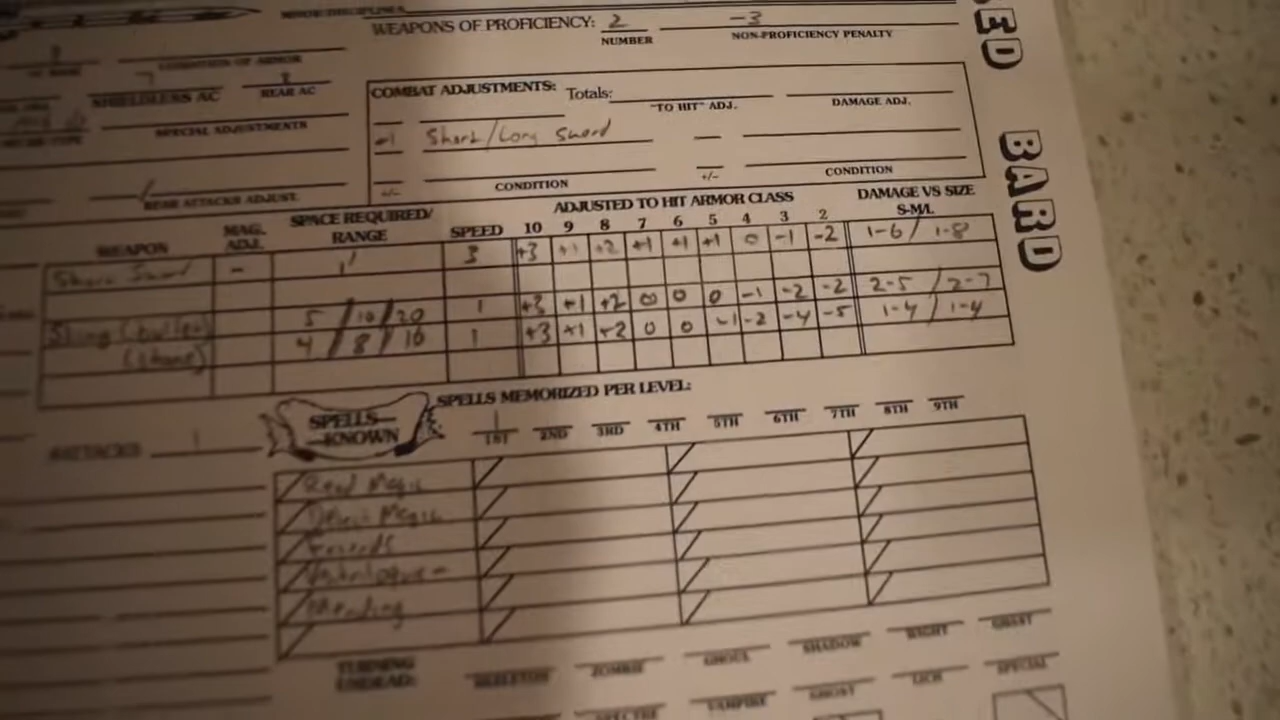 WEAPONS OF PROFICIENCY: 2 -3
NUMBER NON-PROFICIENCY PENALTY
SHIELDLESS AC REAR AC
SPECIAL ADJUSTMENTS
REAR ATTACKS ADJUST.
COMBAT ADJUSTMENTS: Totals:
"TO HIT" ADJ. DAMAGE ADJ.
Short/Long Sword
+/- CONDITION +/- CONDITION
BARD
ADJUSTED TO HIT ARMOR CLASS DAMAGE VS SIZE
WEAPON MAG. ADJ. SPACE REQUIRED/ RANGE SPEED 10 9 8 7 6 5 4 3 2 S-M/L
Short Sword - 1' 3 +3 +1 +2 +1 +1 +1 0 -1 -2 1-6 / 1-8
Sling (bullet) 5 / 10 / 20 1 +3 +1 +2 0 0 0 -1 -2 -2 2-5 / 2-7
(stone) 4 / 8 / 16 1 +3 +1 +2 0 0 -1 -2 -4 -5 1-4 / 1-4
SPELLS KNOWN
SPELLS MEMORIZED PER LEVEL:
1
1ST 2ND 3RD 4TH 5TH 6TH 7TH 8TH 9TH
ATTACKS 1
Read Magic
Detect Magic
Mending
TURNING UNDEAD: SKELETON ZOMBIE GHOUL SHADOW WIGHT GHAST
SPECTRE VAMPIRE GHOST LICH SPECIAL